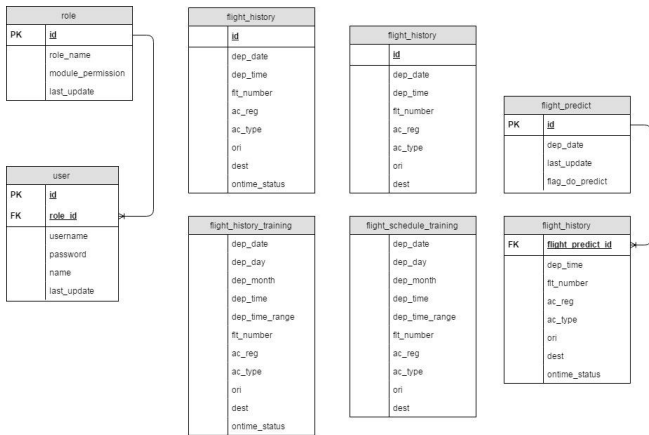 role
PK id
role_name
module_permission
last_update
user
PK id
FK role_id
username
password
name
last_update
flight_history
id
dep_date
dep_time
flt_number
ac_reg
ac_type
ori
dest
ontime_status
flight_history_training
dep_date
dep_day
dep_month
dep_time
dep_time_range
flt_number
ac_reg
ac_type
ori
dest
ontime_status
flight_history
id
dep_date
dep_time
flt_number
ac_reg
ac_type
ori
dest
flight_schedule_training
dep_date
dep_day
dep_month
dep_time
dep_time_range
flt_number
ac_reg
ac_type
ori
dest
flight_predict
PK id
dep_date
last_update
flag_do_predict
flight_history
FK flight_predict_id
dep_time
flt_number
ac_reg
ac_type
ori
dest
ontime_status